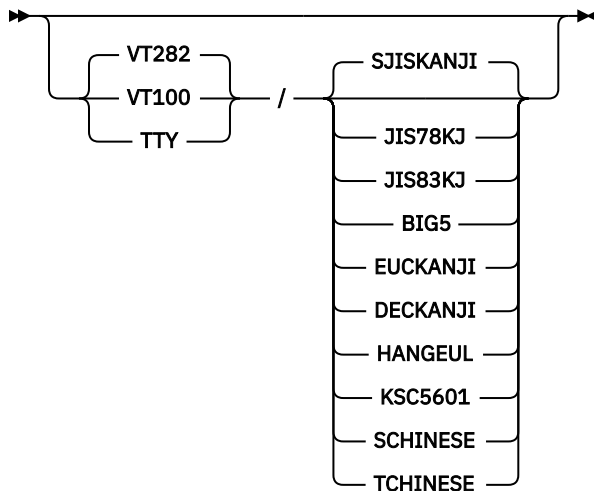 VT282
VT100
TTY
/
SJISKANJI
JIS78KJ
JIS83KJ
BIG5
EUCKANJI
DECKANJI
HANGEUL
KSC5601
SCHINESE
TCHINESE